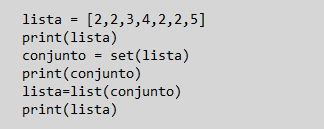 lista = [2,2,3,4,2,2,5]
print(lista)
conjunto = set(lista)
print(conjunto)
lista=list(conjunto)
print(lista)